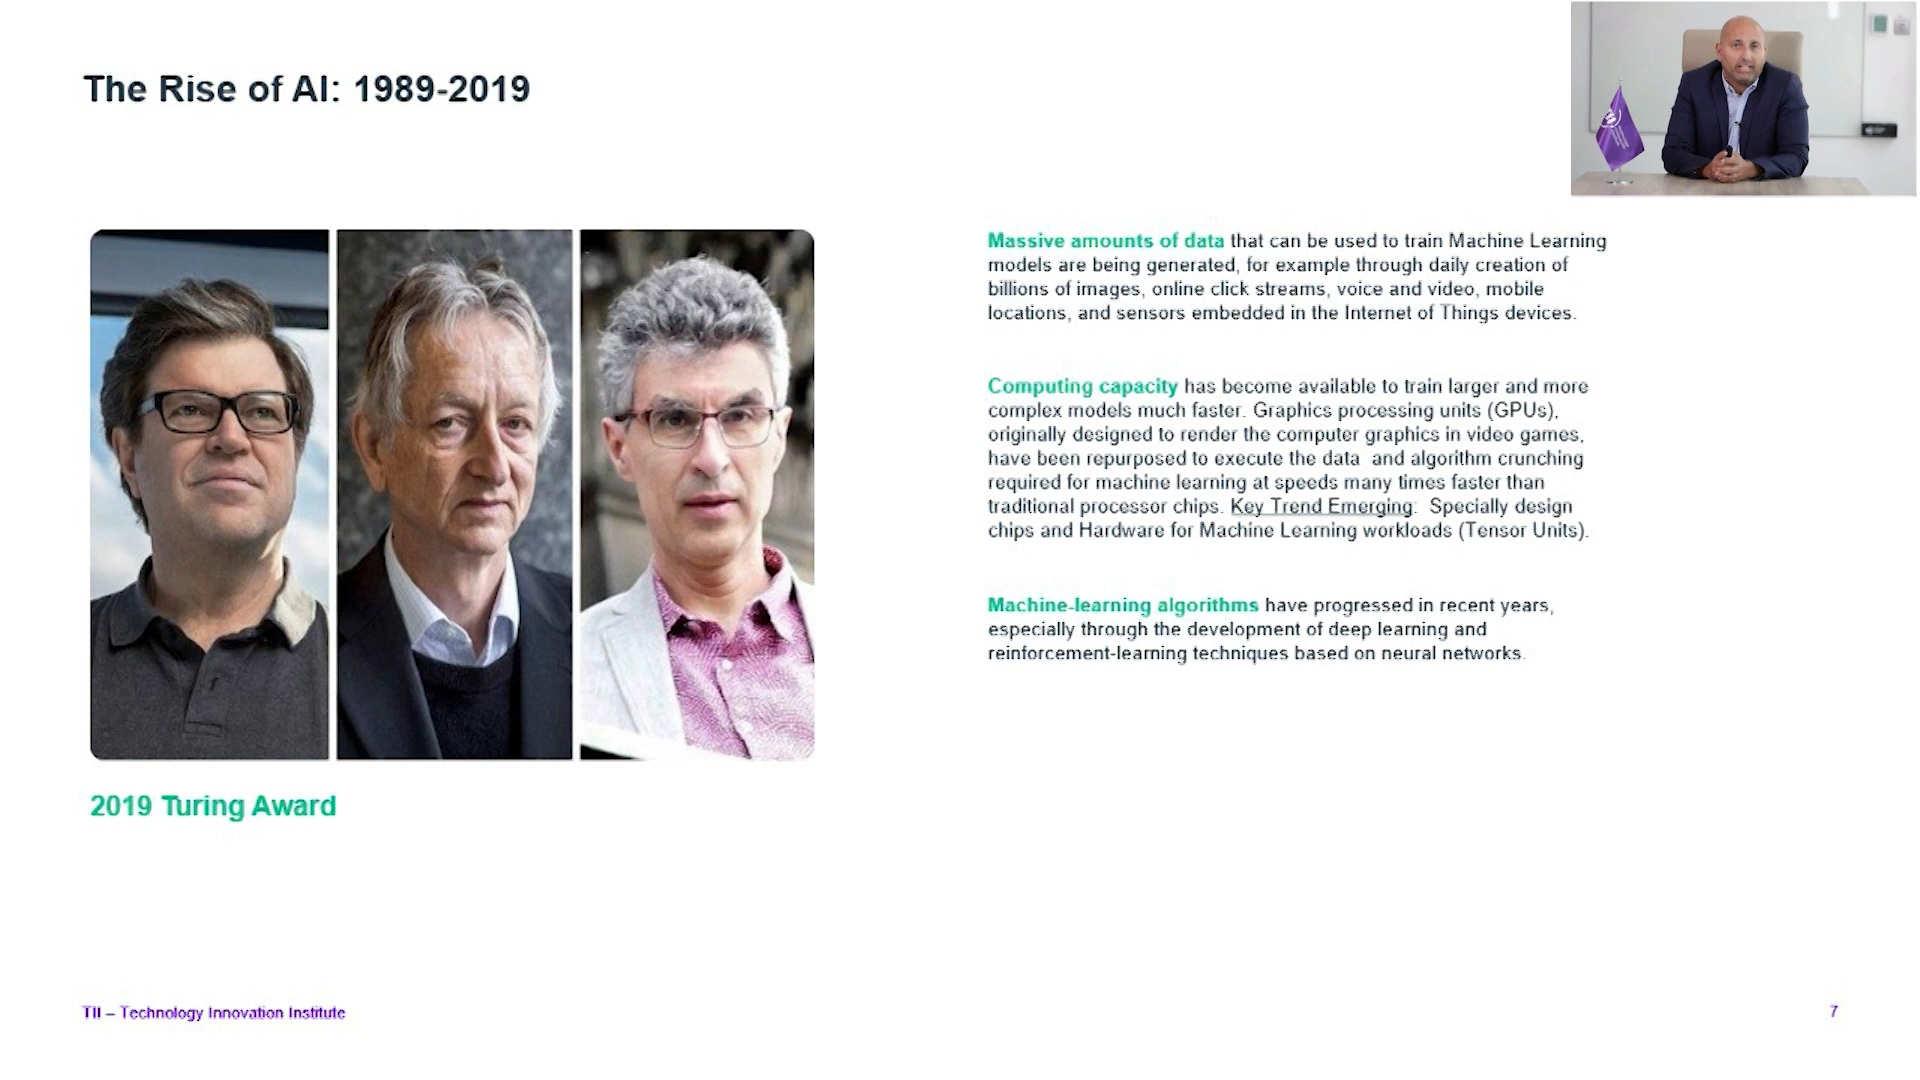 The Rise of AI: 1989-2019
Massive amounts of data that can be used to train Machine Learning
models are being generated, for example through daily creation of
billions of images, online click streams, voice and video, mobile
locations, and sensors embedded in the Internet of Things devices.
Computing capacity has become available to train larger and more
complex models much faster. Graphics processing units (GPUs),
originally designed to render the computer graphics in video games,
have been repurposed to execute the data  and algorithm crunching
required for machine learning at speeds many times faster than
traditional processor chips. Key Trend Emerging:  Specially design
chips and Hardware for Machine Learning workloads (Tensor Units).
Machine-learning algorithms have progressed in recent years,
especially through the development of deep learning and
reinforcement-learning techniques based on neural networks.
2019 Turing Award
TII – Technology Innovation Institute
7